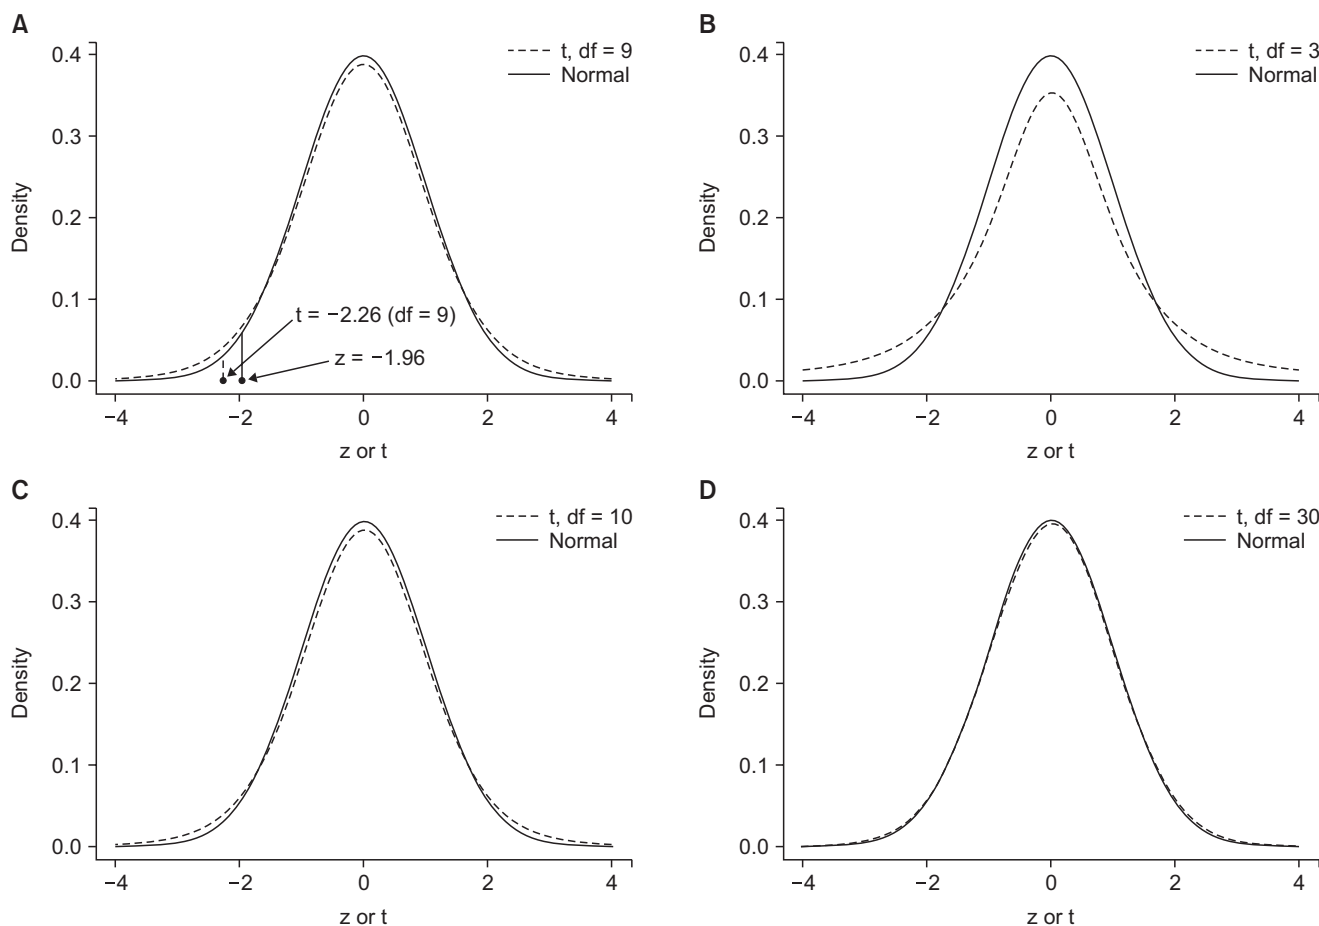 A
t, df = 9
Normal
0.4
0.3
0.2
0.1
0.0
Density
t = −2.26 (df = 9)
z = −1.96
−4 −2 0 2 4
z or t
B
t, df = 3
Normal
0.4
0.3
0.2
0.1
0.0
Density
−4 −2 0 2 4
z or t
C
t, df = 10
Normal
0.4
0.3
0.2
0.1
0.0
Density
−4 −2 0 2 4
z or t
D
t, df = 30
Normal
0.4
0.3
0.2
0.1
0.0
Density
−4 −2 0 2 4
z or t